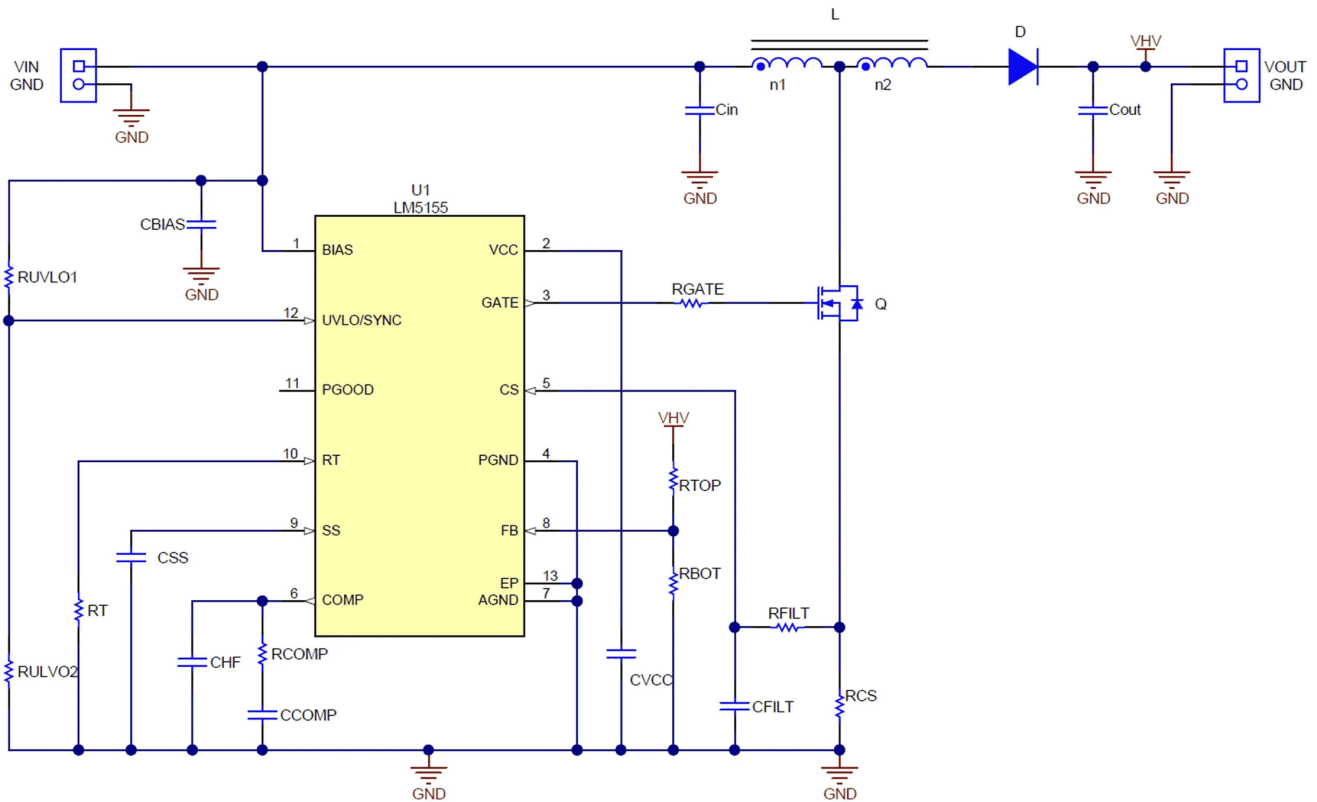 L
D
VHV
VIN
GND
n1
n2
VOUT
GND
GND
Cin
Cout
GND
GND
GND
U1
LM5155
CBIAS
GND
1
BIAS
VCC
2
RUVLO1
RGATE
GATE
3
Q
12
UVLO/SYNC
11
PGOOD
CS
5
VHV
10
RT
PGND
4
RTOP
9
SS
FB
8
CSS
RBOT
EP
13
6
COMP
AGND
7
RT
RFILT
CHF
RCOMP
RULVO2
CVCC
RCS
CCOMP
CFILT
GND
GND